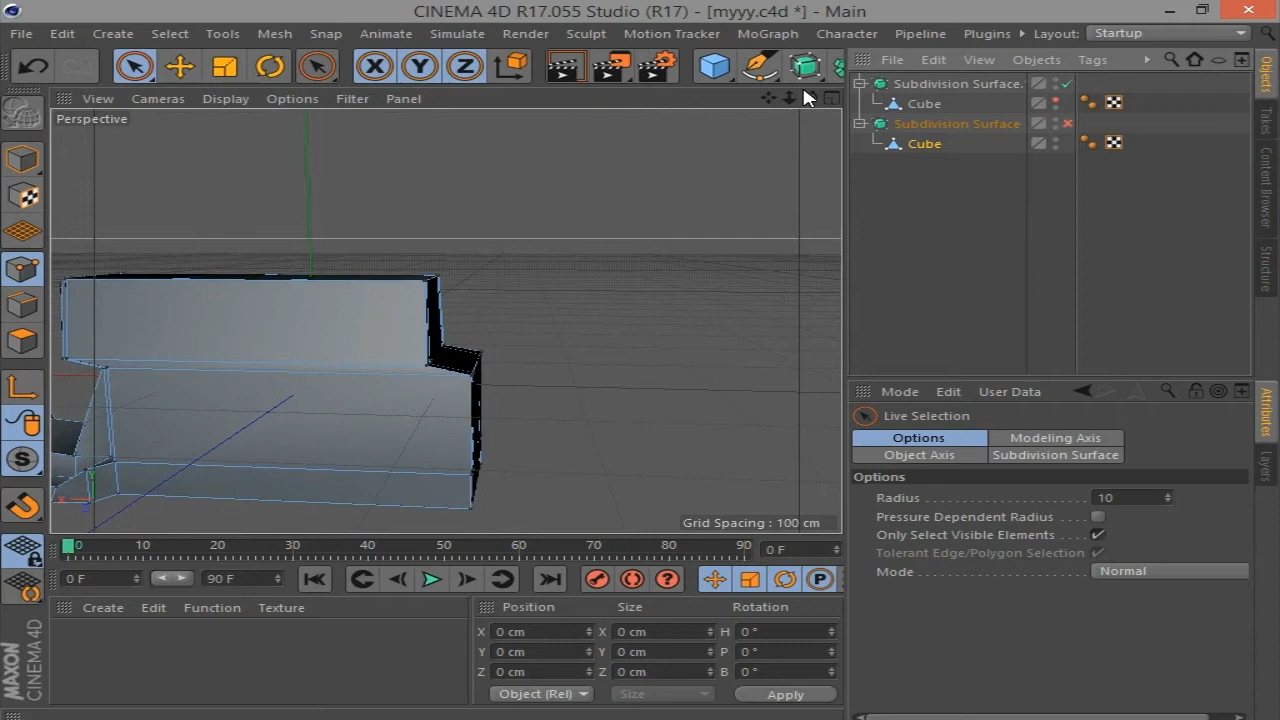 CINEMA 4D R17.055 Studio (R17) - [myyy.c4d *] - Main
File Edit Create Select Tools Mesh Snap Animate Simulate Render Sculpt Motion Tracker MoGraph Character Pipeline Plugins Layout: Startup
X Y Z
File Edit View Objects Tags
View Cameras Display Options Filter Panel
Perspective
Subdivision Surface.
Cube
Subdivision Surface
Cube
Objects
Takes
Content Browser
Structure
Mode Edit User Data
Live Selection
Options Modeling Axis
Object Axis Subdivision Surface
Options
Radius 10
Pressure Dependent Radius
Only Select Visible Elements
Tolerant Edge/Polygon Selection
Mode Normal
Attributes
Layers
S
Y
X
Z
Grid Spacing : 100 cm
0 10 20 30 40 50 60 70 80 90 0 F
0 F 90 F ? P
Create Edit Function Texture
Position Size Rotation
X 0 cm X 0 cm H 0 °
Y 0 cm Y 0 cm P 0 °
Z 0 cm Z 0 cm B 0 °
Object (Rel) Size Apply
MAXON
CINEMA 4D